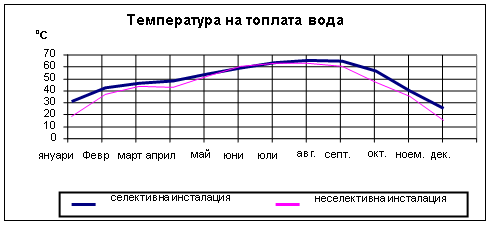 Температура на топлата вода
°C
70
60
50
40
30
20
10
0
януари Февр март април май юни юли авг. септ. окт. ноем. дек.
селективна инсталация неселективна инсталация